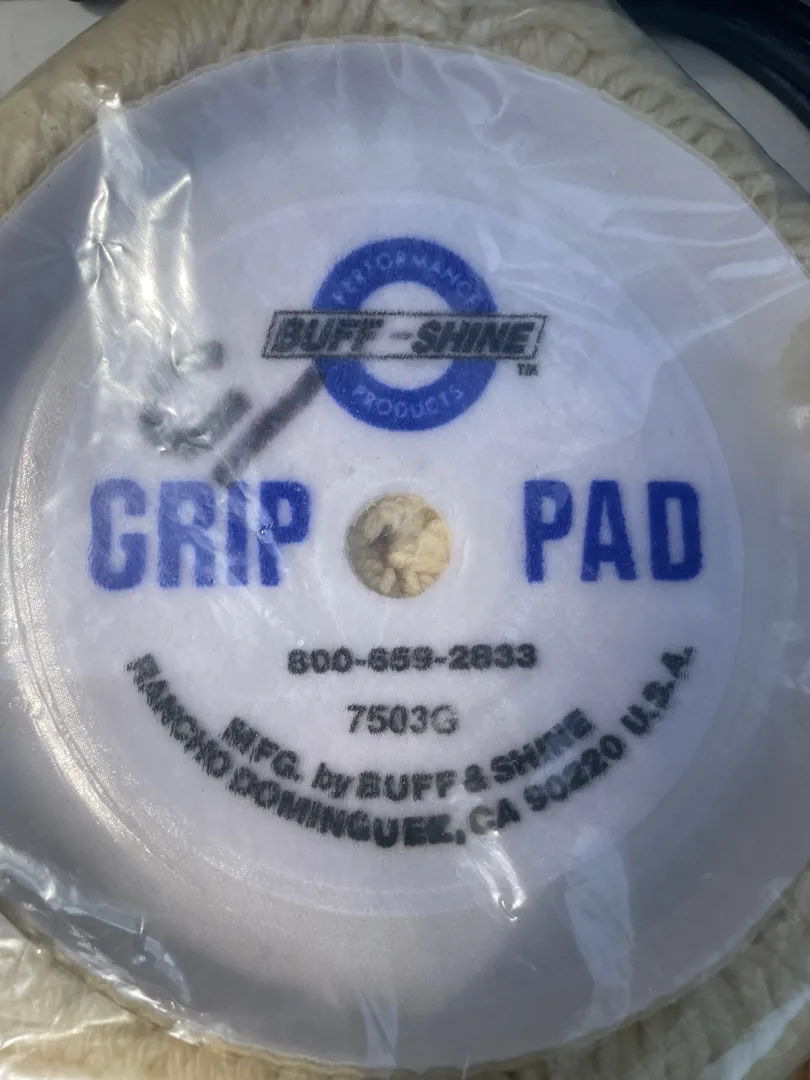 PERFORMANCE
BUFF-SHINE
TM
PRODUCTS
GRIP PAD
800-659-2833
7503G
MFG. by BUFF & SHINE
RANCHO DOMINGUEZ, CA 90220 U.S.A.